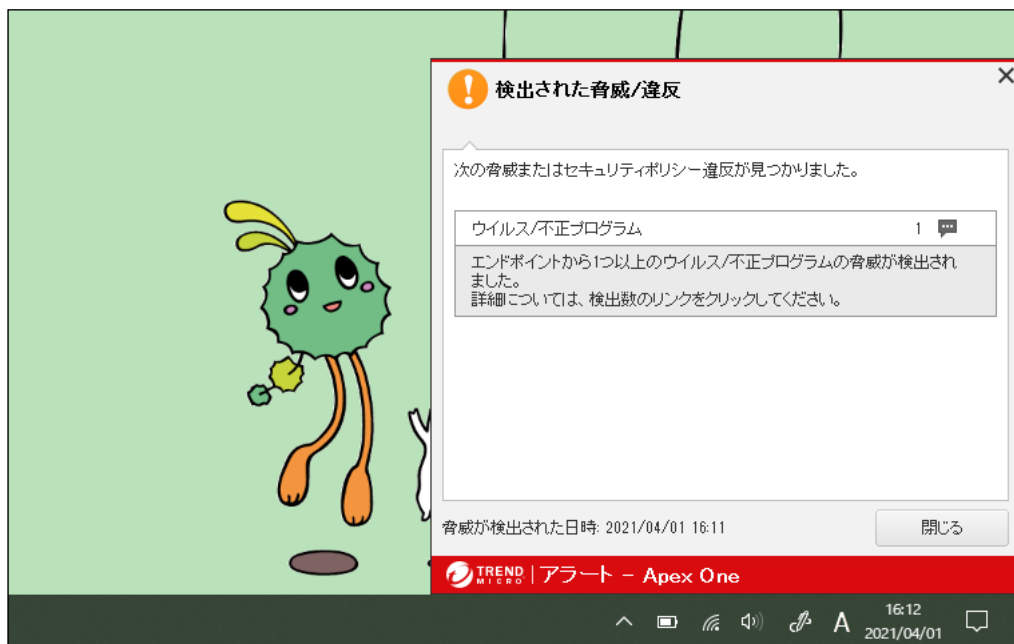 検出された脅威/違反
次の脅威またはセキュリティポリシー違反が見つかりました。
ウイルス/不正プログラム 1
エンドポイントから1つ以上のウイルス/不正プログラムの脅威が検出され
ました。
詳細については、検出数のリンクをクリックしてください。
脅威が検出された日時: 2021/04/01 16:11
閉じる
TREND MICRO アラート - Apex One
A
16:12
2021/04/01